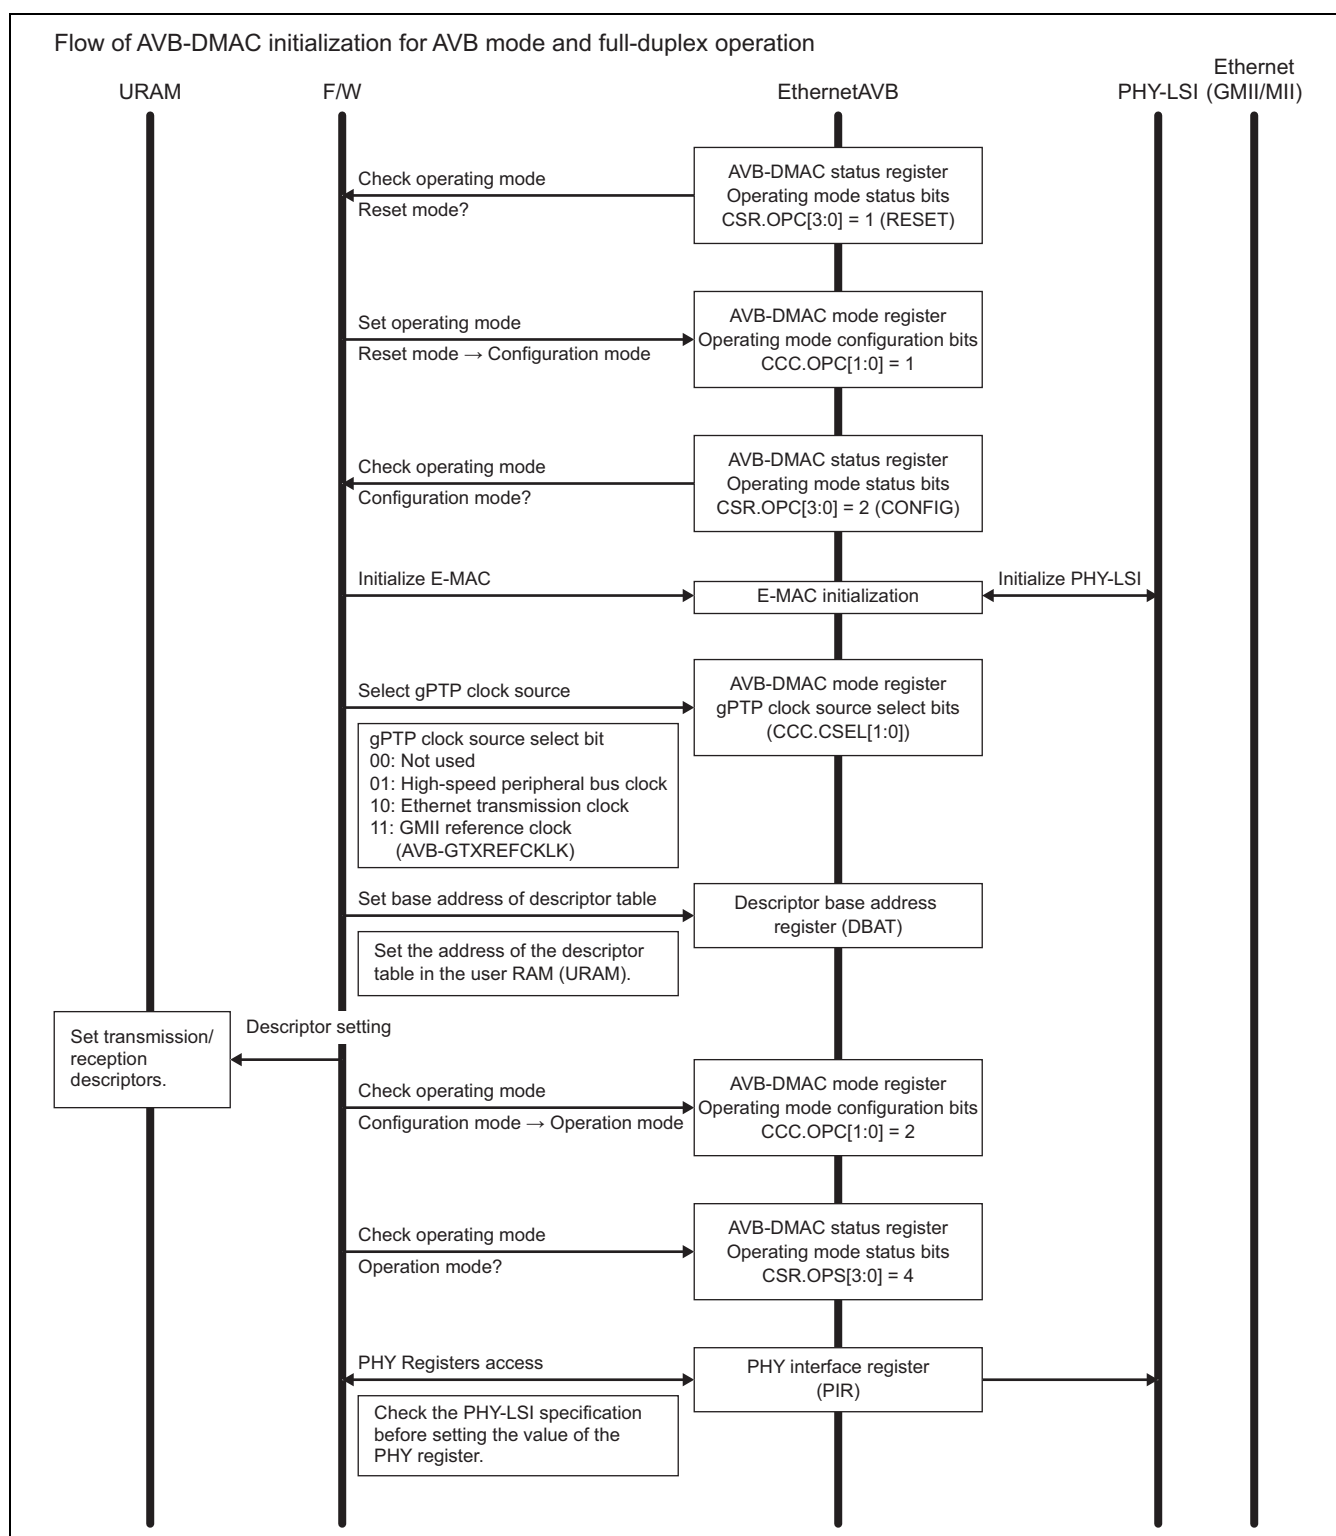 Flow of AVB-DMAC initialization for AVB mode and full-duplex operation
URAM
F/W
EthernetAVB
PHY-LSI
Ethernet
(GMII/MII)
Check operating mode
Reset mode?
AVB-DMAC status register
Operating mode status bits
CSR.OPC[3:0] = 1 (RESET)
Set operating mode
Reset mode → Configuration mode
AVB-DMAC mode register
Operating mode configuration bits
CCC.OPC[1:0] = 1
Check operating mode
Configuration mode?
AVB-DMAC status register
Operating mode status bits
CSR.OPC[3:0] = 2 (CONFIG)
Initialize E-MAC
E-MAC initialization
Initialize PHY-LSI
Select gPTP clock source
AVB-DMAC mode register
gPTP clock source select bits
(CCC.CSEL[1:0])
gPTP clock source select bit
00: Not used
01: High-speed peripheral bus clock
10: Ethernet transmission clock
11: GMII reference clock
(AVB-GTXREFCKLK)
Set base address of descriptor table
Descriptor base address
register (DBAT)
Set the address of the descriptor
table in the user RAM (URAM).
Descriptor setting
Set transmission/
reception
descriptors.
Check operating mode
Configuration mode → Operation mode
AVB-DMAC mode register
Operating mode configuration bits
CCC.OPC[1:0] = 2
Check operating mode
Operation mode?
AVB-DMAC status register
Operating mode status bits
CSR.OPS[3:0] = 4
PHY Registers access
PHY interface register
(PIR)
Check the PHY-LSI specification
before setting the value of the
PHY register.